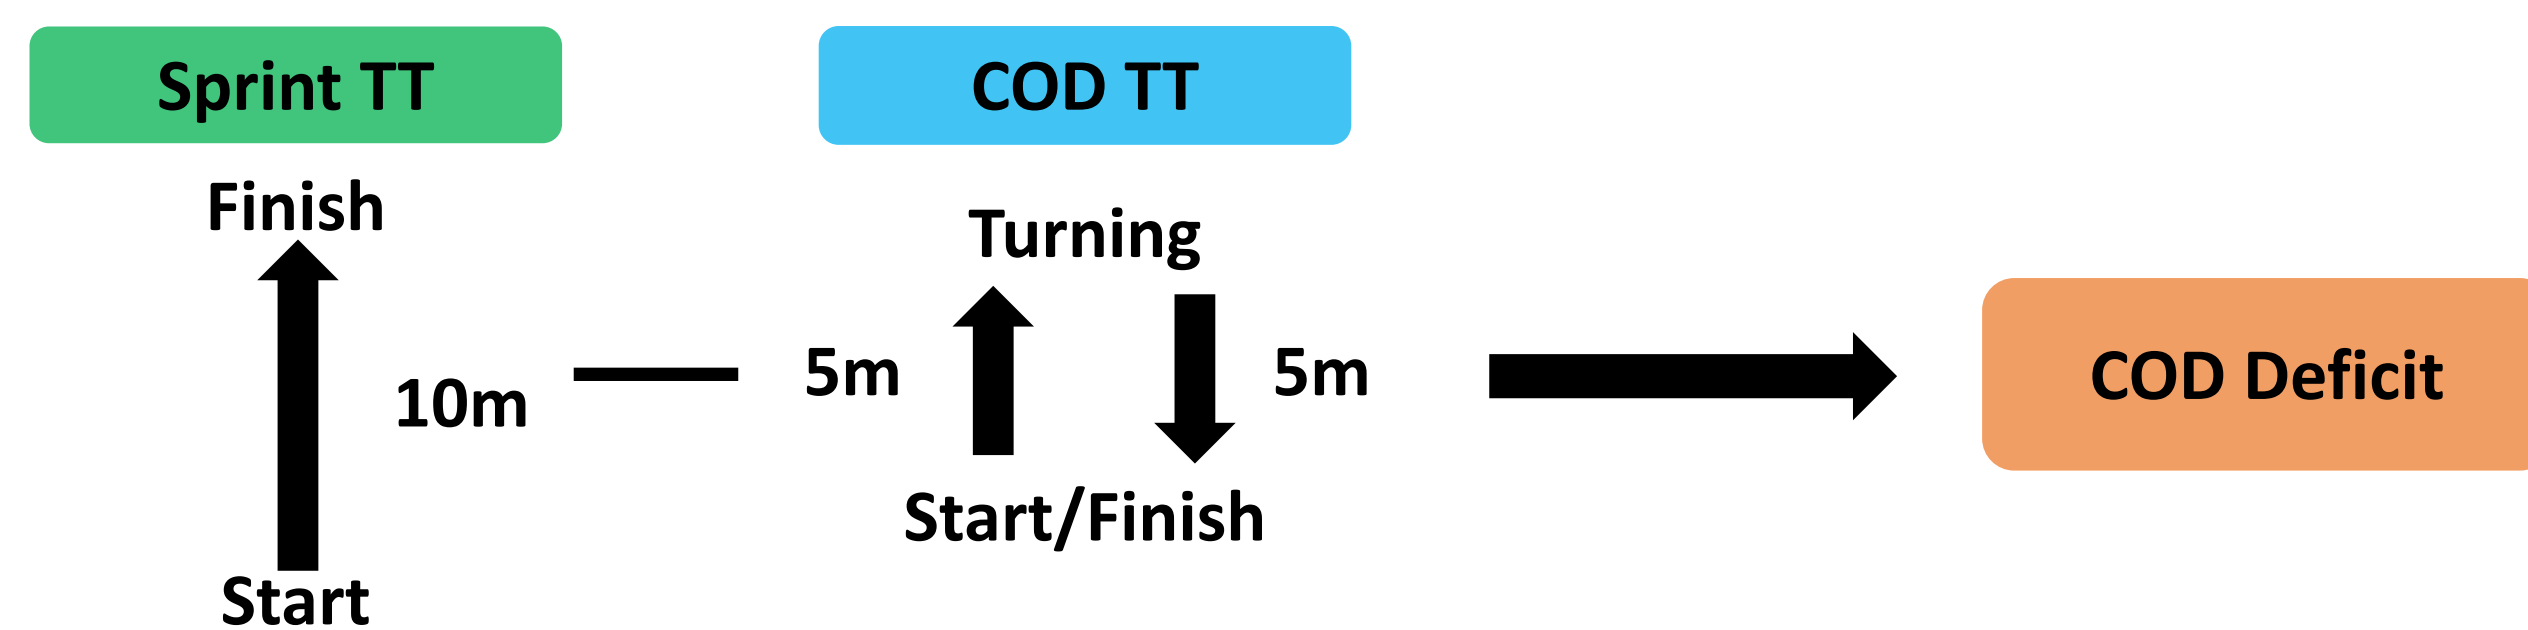 Sprint TT
Finish
10m
Start
COD TT
Turning
5m
5m
Start/Finish
COD Deficit